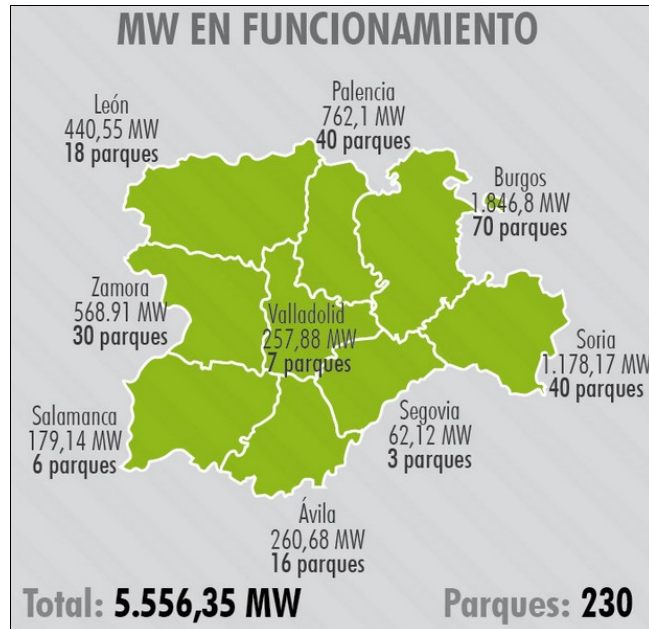 MW EN FUNCIONAMIENTO
León
440,55 MW
18 parques
Palencia
762,1 MW
40 parques
Burgos
1.846,8 MW
70 parques
Zamora
568.91 MW
30 parques
Valladolid
257,88 MW
7 parques
Soria
1.178,17 MW
40 parques
Salamanca
179,14 MW
6 parques
Segovia
62,12 MW
3 parques
Ávila
260,68 MW
16 parques
Total: 5.556,35 MW
Parques: 230